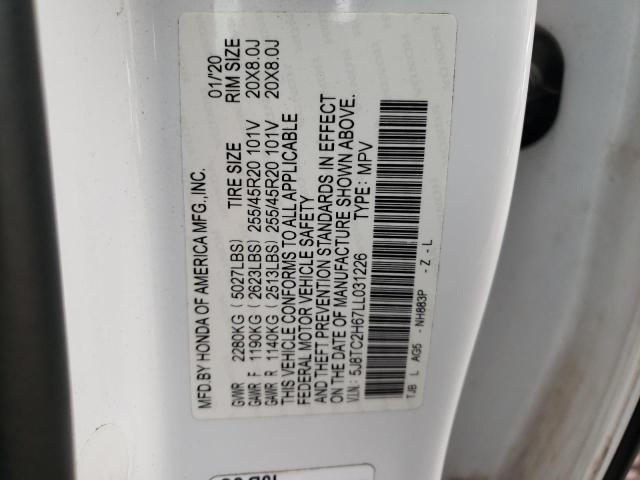 MFD.BY HONDA OF AMERICA MFG.,INC. 01/'20
TIRE SIZE RIM SIZE
GVWR 2280KG (5027LBS)
GAWR F 1190KG (2623LBS) 255/45R20 101V 20X8.0J
GAWR R 1140KG (2513LBS) 255/45R20 101V 20X8.0J
THIS VEHICLE CONFORMS TO ALL APPLICABLE
FEDERAL MOTOR VEHICLE SAFETY
AND THEFT PREVENTION STANDARDS IN EFFECT
ON THE DATE OF MANUFACTURE SHOWN ABOVE.
V.I.N.: 5J8TC2H67LL031226 TYPE: MPV
TJB L AG5 -NH883P -Z-L